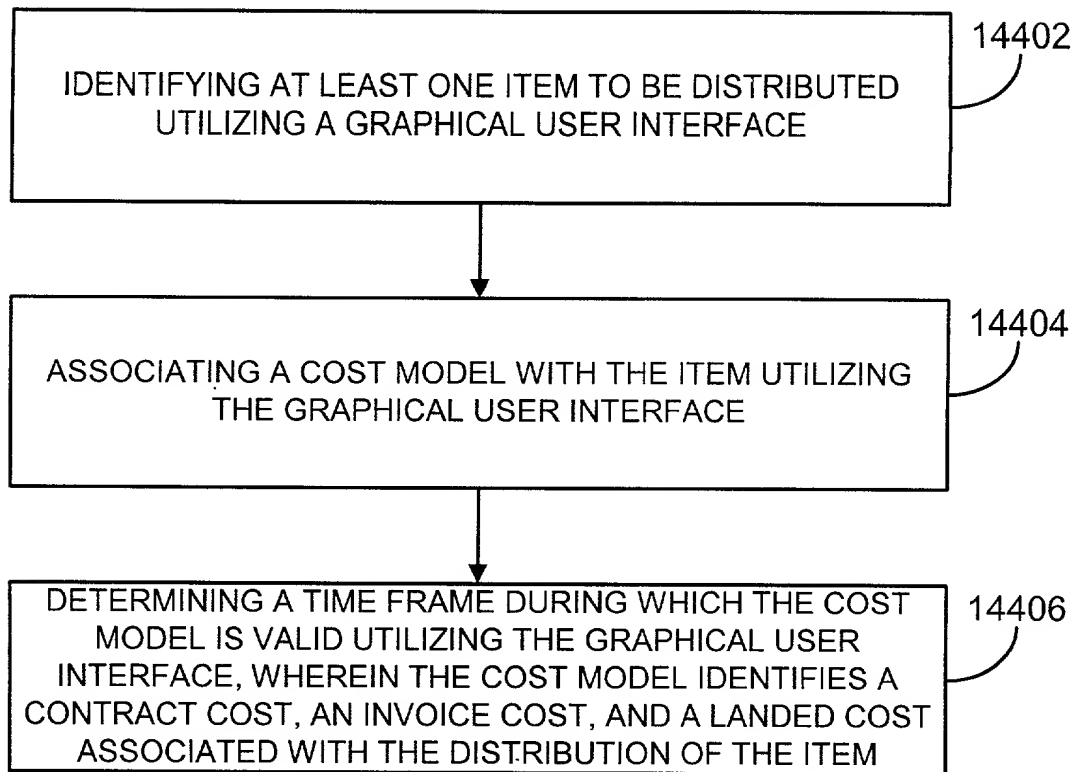 14402
IDENTIFYING AT LEAST ONE ITEM TO BE DISTRIBUTED
UTILIZING A GRAPHICAL USER INTERFACE
14404
ASSOCIATING A COST MODEL WITH THE ITEM UTILIZING
THE GRAPHICAL USER INTERFACE
14406
DETERMINING A TIME FRAME DURING WHICH THE COST
MODEL IS VALID UTILIZING THE GRAPHICAL USER
INTERFACE, WHEREIN THE COST MODEL IDENTIFIES A
CONTRACT COST, AN INVOICE COST, AND A LANDED COST
ASSOCIATED WITH THE DISTRIBUTION OF THE ITEM